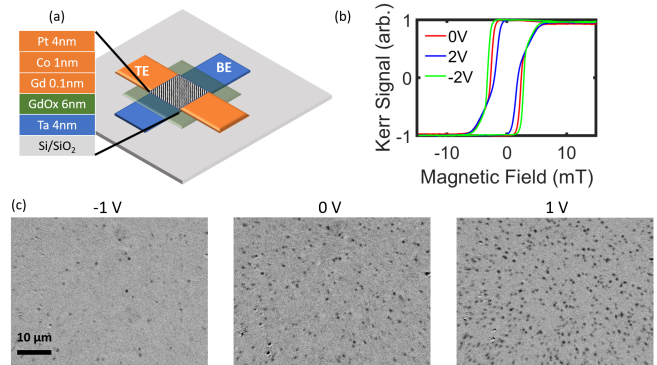 (a)
Pt 4nm
Co 1nm
Gd 0.1nm
GdOx 6nm
Ta 4nm
Si/SiO₂
TE
BE
(b)
Kerr Signal (arb.)
1
0
-1
0V
2V
-2V
-10
0
10
Magnetic Field (mT)
(c)
-1 V
0 V
1 V
10 μm